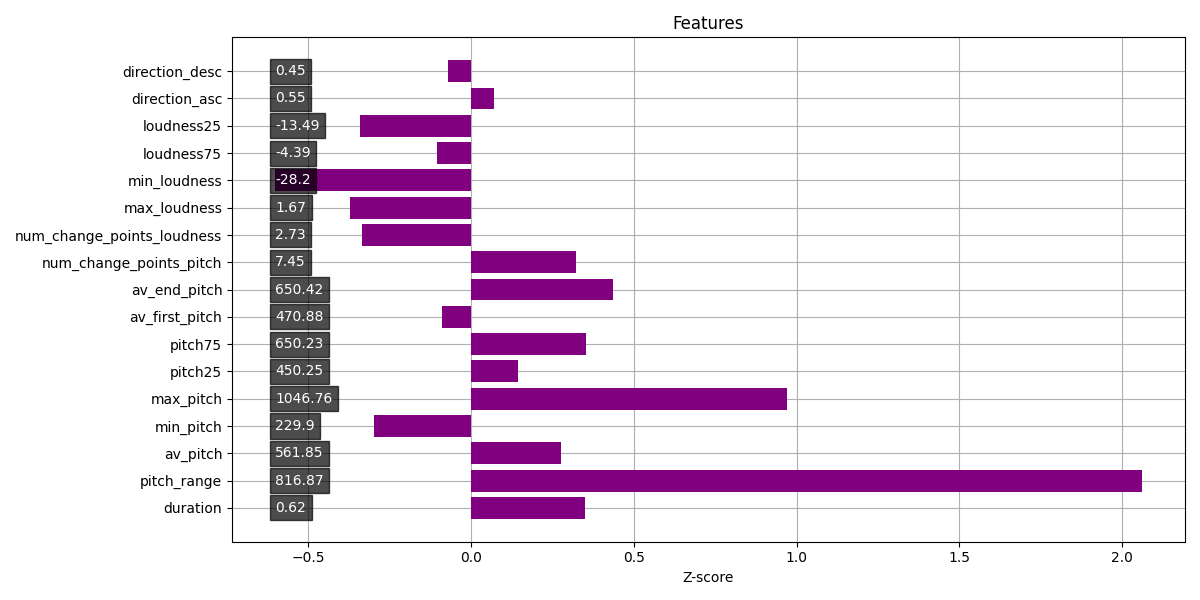 Features
direction_desc 0.45
direction_asc 0.55
loudness25 -13.49
loudness75 -4.39
min_loudness -28.2
max_loudness 1.67
num_change_points_loudness 2.73
num_change_points_pitch 7.45
av_end_pitch 650.42
av_first_pitch 470.88
pitch75 650.23
pitch25 450.25
max_pitch 1046.76
min_pitch 229.9
av_pitch 561.85
pitch_range 816.87
duration 0.62
−0.5 0.0 0.5 1.0 1.5 2.0
Z-score